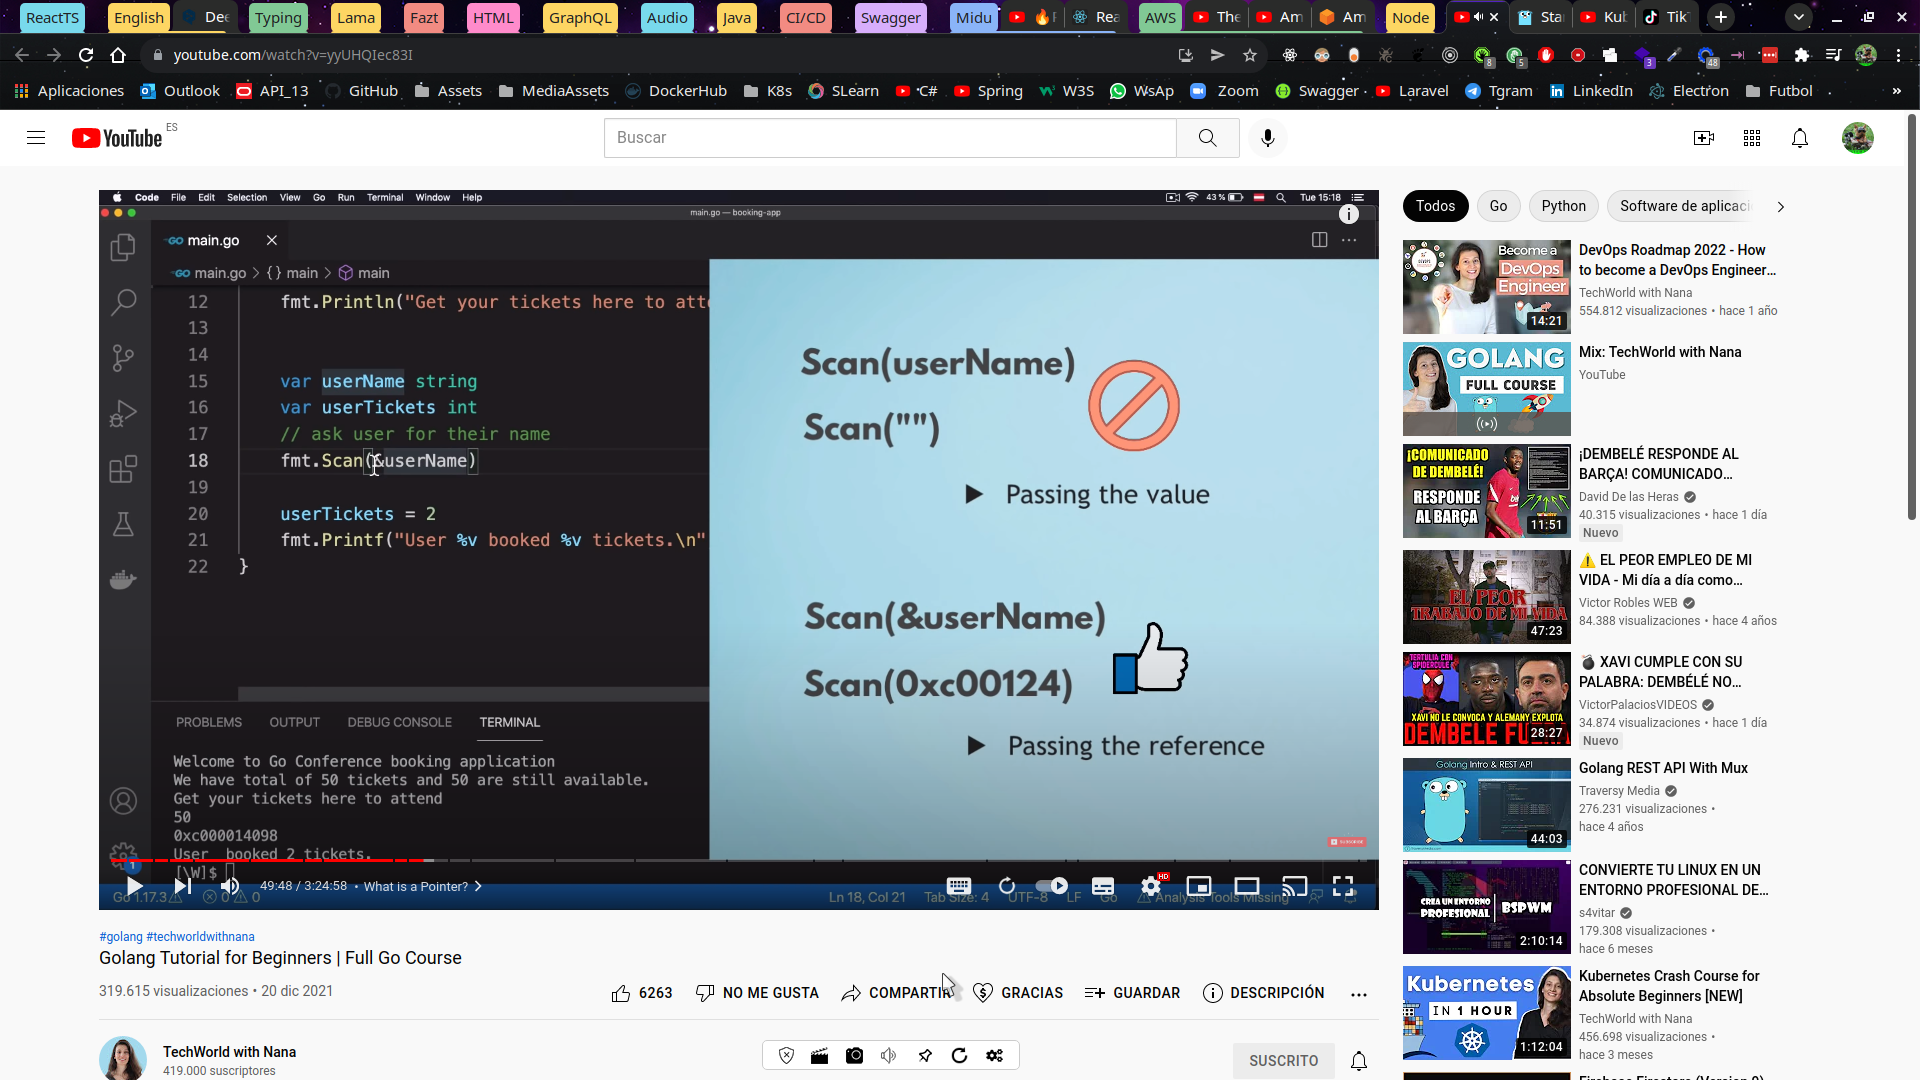 ReactTS
English
Typing
Lama
Fazt
HTML
GraphQL
Audio
Java
CI/CD
Swagger
Midu
Rea
AWS
The
Am
Am
Node
Sta
Kub
Tik
youtube.com/watch?v=yyUHQIec83I
8
5
3
48
Aplicaciones
Outlook
API_13
GitHub
Assets
MediaAssets
DockerHub
K8s
SLearn
C#
Spring
W3S
WsAp
Zoom
Swagger
Laravel
Tgram
LinkedIn
Electron
Futbol
»
YouTube ES
Buscar
Code File Edit Selection View Go Run Terminal Window Help
43 % Tue 15:18
main.go — booking-app
main.go
main.go > {} main > main
12 fmt.Println("Get your tickets here to atte
13
14
15 var userName string
16 var userTickets int
17 // ask user for their name
18 fmt.Scan(&userName)
19
20 userTickets = 2
21 fmt.Printf("User %v booked %v tickets.\n"
22 }
Scan(userName)
Scan("")
▶ Passing the value
Scan(&userName)
Scan(0xc00124)
▶ Passing the reference
SUBSCRIBE
PROBLEMS OUTPUT DEBUG CONSOLE TERMINAL
Welcome to Go Conference booking application
We have total of 50 tickets and 50 are still available.
Get your tickets here to attend
50
0xc000014098
User  booked 2 tickets.
[\W]$
1
49:48 / 3:24:58 • What is a Pointer? >
HD
Go 1.17.3 0 0
Ln 18, Col 21 Tab Size: 4 UTF-8 LF Go Analysis Tools Missing
#golang #techworldwithnana
Golang Tutorial for Beginners | Full Go Course
319.615 visualizaciones • 20 dic 2021
6263 NO ME GUSTA COMPARTIR GRACIAS GUARDAR DESCRIPCIÓN ...
TechWorld with Nana
419.000 suscriptores
SUSCRITO
Todos Go Python Software de aplicaci
Become a
DevOps
Engineer
14:21
DevOps Roadmap 2022 - How
to become a DevOps Engineer...
TechWorld with Nana
554.812 visualizaciones • hace 1 año
GOLANG
FULL COURSE
Mix: TechWorld with Nana
YouTube
¡COMUNICADO
DE DEMBELÉ!
RESPONDE
AL BARÇA
11:51
¡DEMBELÉ RESPONDE AL
BARÇA! COMUNICADO...
David De las Heras
40.315 visualizaciones • hace 1 día
Nuevo
EL PEOR
TRABAJO DE MI VIDA
47:23
⚠️ EL PEOR EMPLEO DE MI
VIDA - Mi día a día como...
Victor Robles WEB
84.388 visualizaciones • hace 4 años
TERTULIA CON
SPIDERCULE
XAVI NO LE CONVOCA Y ALEMANY EXPLOTA
DEMBELE FU
28:27
💣 XAVI CUMPLE CON SU
PALABRA: DEMBÉLÉ NO...
VictorPalaciosVIDEOS
34.874 visualizaciones • hace 1 día
Nuevo
Golang Intro & REST API
44:03
Golang REST API With Mux
Traversy Media
276.231 visualizaciones •
hace 4 años
CREA UN ENTORNO
PROFESIONAL
BSPWM
2:10:14
CONVIERTE TU LINUX EN UN
ENTORNO PROFESIONAL DE...
s4vitar
179.308 visualizaciones •
hace 6 meses
Kubernetes
IN 1 HOUR
1:12:04
Kubernetes Crash Course for
Absolute Beginners [NEW]
TechWorld with Nana
456.698 visualizaciones •
hace 3 meses